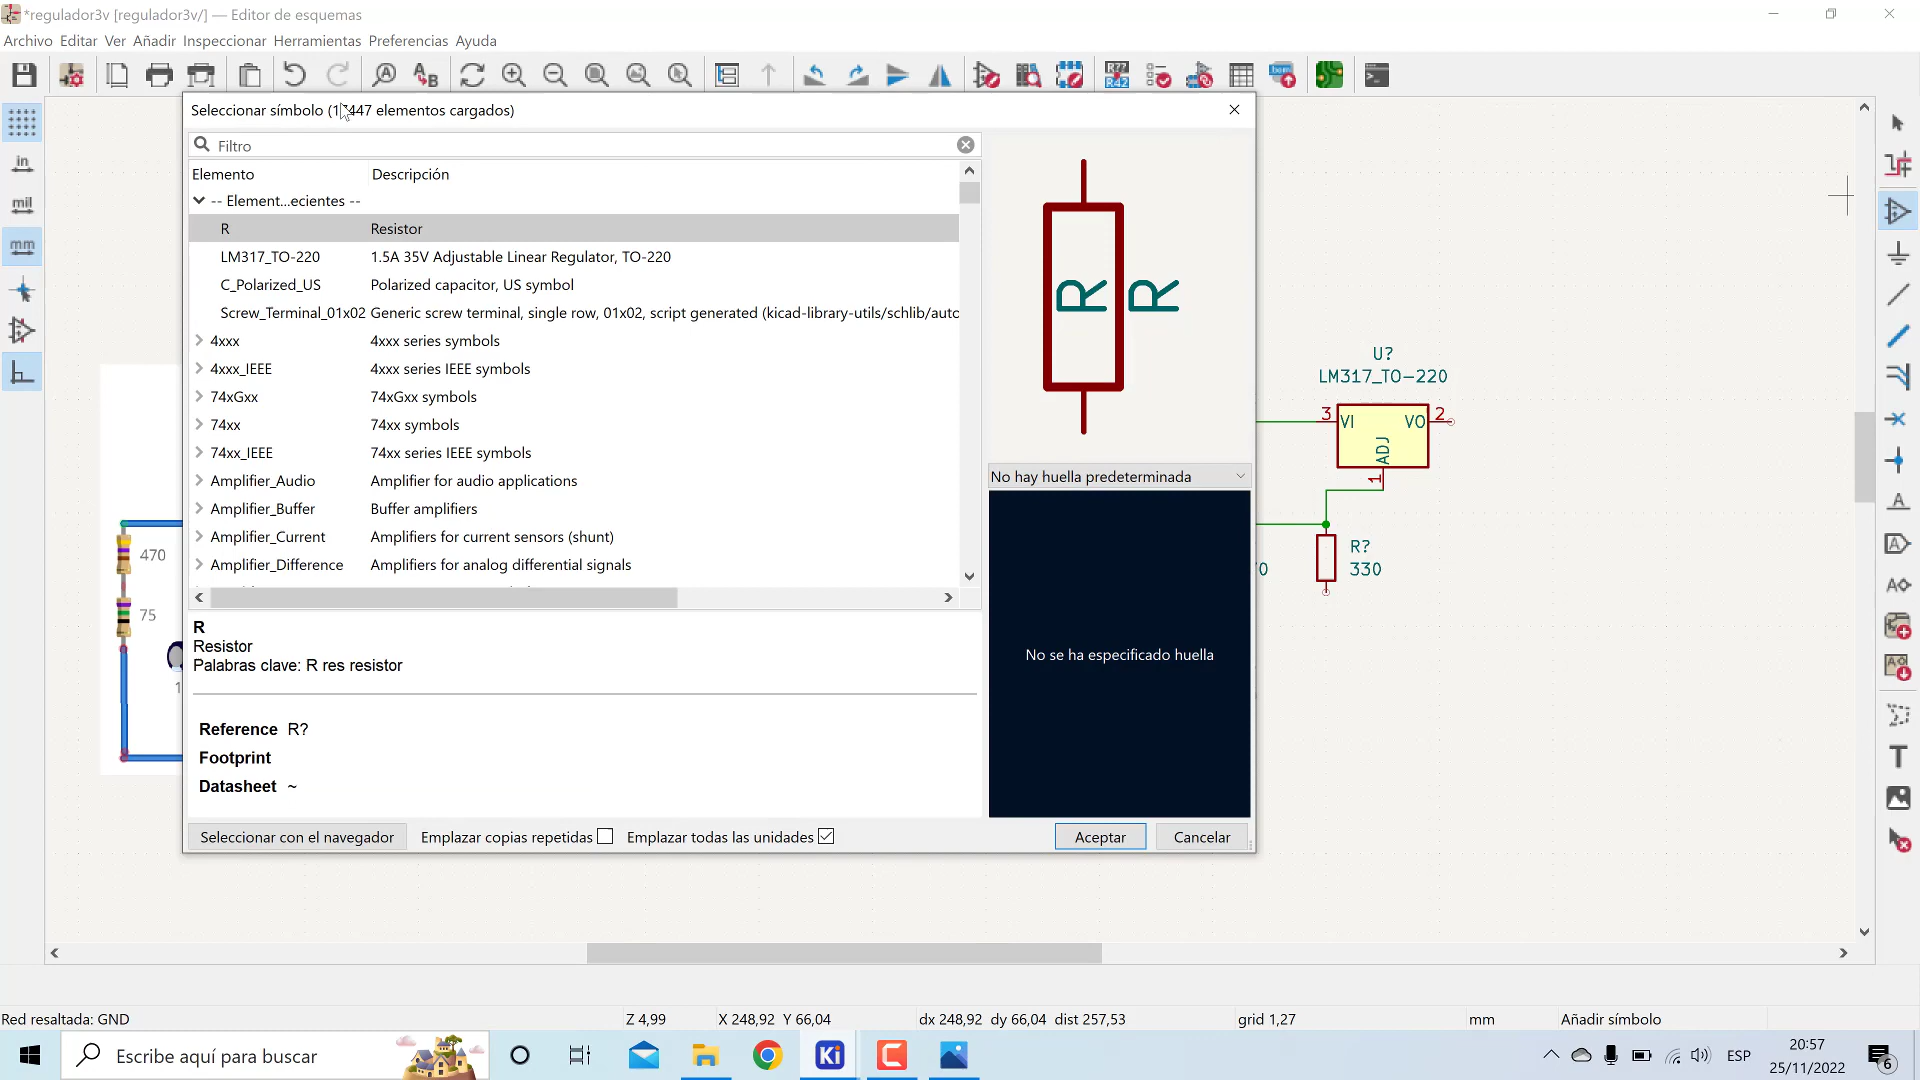 *regulador3v [regulador3v/] — Editor de esquemas
Archivo Editar Ver Añadir Inspeccionar Herramientas Preferencias Ayuda
Seleccionar símbolo (17447 elementos cargados)
Filtro
Elemento Descripción
-- Element...ecientes --
R Resistor
LM317_TO-220 1.5A 35V Adjustable Linear Regulator, TO-220
C_Polarized_US Polarized capacitor, US symbol
Screw_Terminal_01x02 Generic screw terminal, single row, 01x02, script generated (kicad-library-utils/schlib/auto
4xxx 4xxx series symbols
4xxx_IEEE 4xxx series IEEE symbols
74xGxx 74xGxx symbols
74xx 74xx symbols
74xx_IEEE 74xx series IEEE symbols
Amplifier_Audio Amplifier for audio applications
Amplifier_Buffer Buffer amplifiers
Amplifier_Current Amplifiers for current sensors (shunt)
Amplifier_Difference Amplifiers for analog differential signals
R
Resistor
Palabras clave: R res resistor
Reference R?
Footprint
Datasheet ~
R R
No hay huella predeterminada
No se ha especificado huella
Seleccionar con el navegador Emplazar copias repetidas Emplazar todas las unidades Aceptar Cancelar
in
mil
mm
470
75
1
U?
LM317_TO-220
3 VI VO 2
ADJ
1
R?
330
0
Red resaltada: GND Z 4,99 X 248,92 Y 66,04 dx 248,92 dy 66,04 dist 257,53 grid 1,27 mm Añadir símbolo
Escribe aquí para buscar
Ki
ESP
20:57
25/11/2022
6